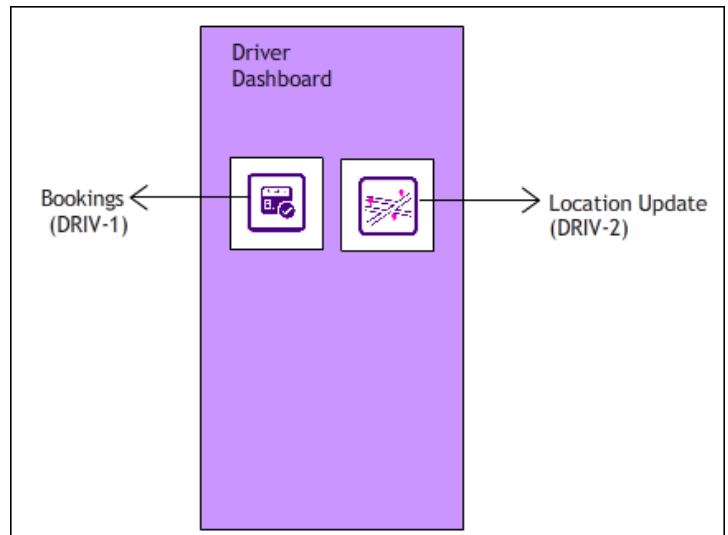 Driver
Dashboard
Bookings
(DRIV-1)
Location Update
(DRIV-2)